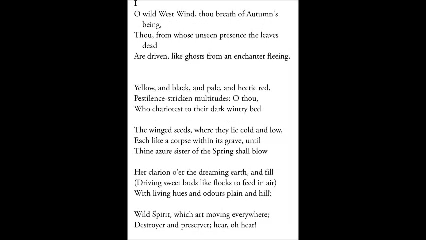 I
O wild West Wind, thou breath of Autumn's
being,
Thou, from whose unseen presence the leaves
dead
Are driven, like ghosts from an enchanter fleeing,
Yellow, and black, and pale, and hectic red,
Pestilence-stricken multitudes: O thou,
Who chariotest to their dark wintry bed
The winged seeds, where they lie cold and low,
Each like a corpse within its grave, until
Thine azure sister of the Spring shall blow
Her clarion o'er the dreaming earth, and fill
(Driving sweet buds like flocks to feed in air)
With living hues and odours plain and hill:
Wild Spirit, which art moving everywhere;
Destroyer and preserver; hear, oh hear!